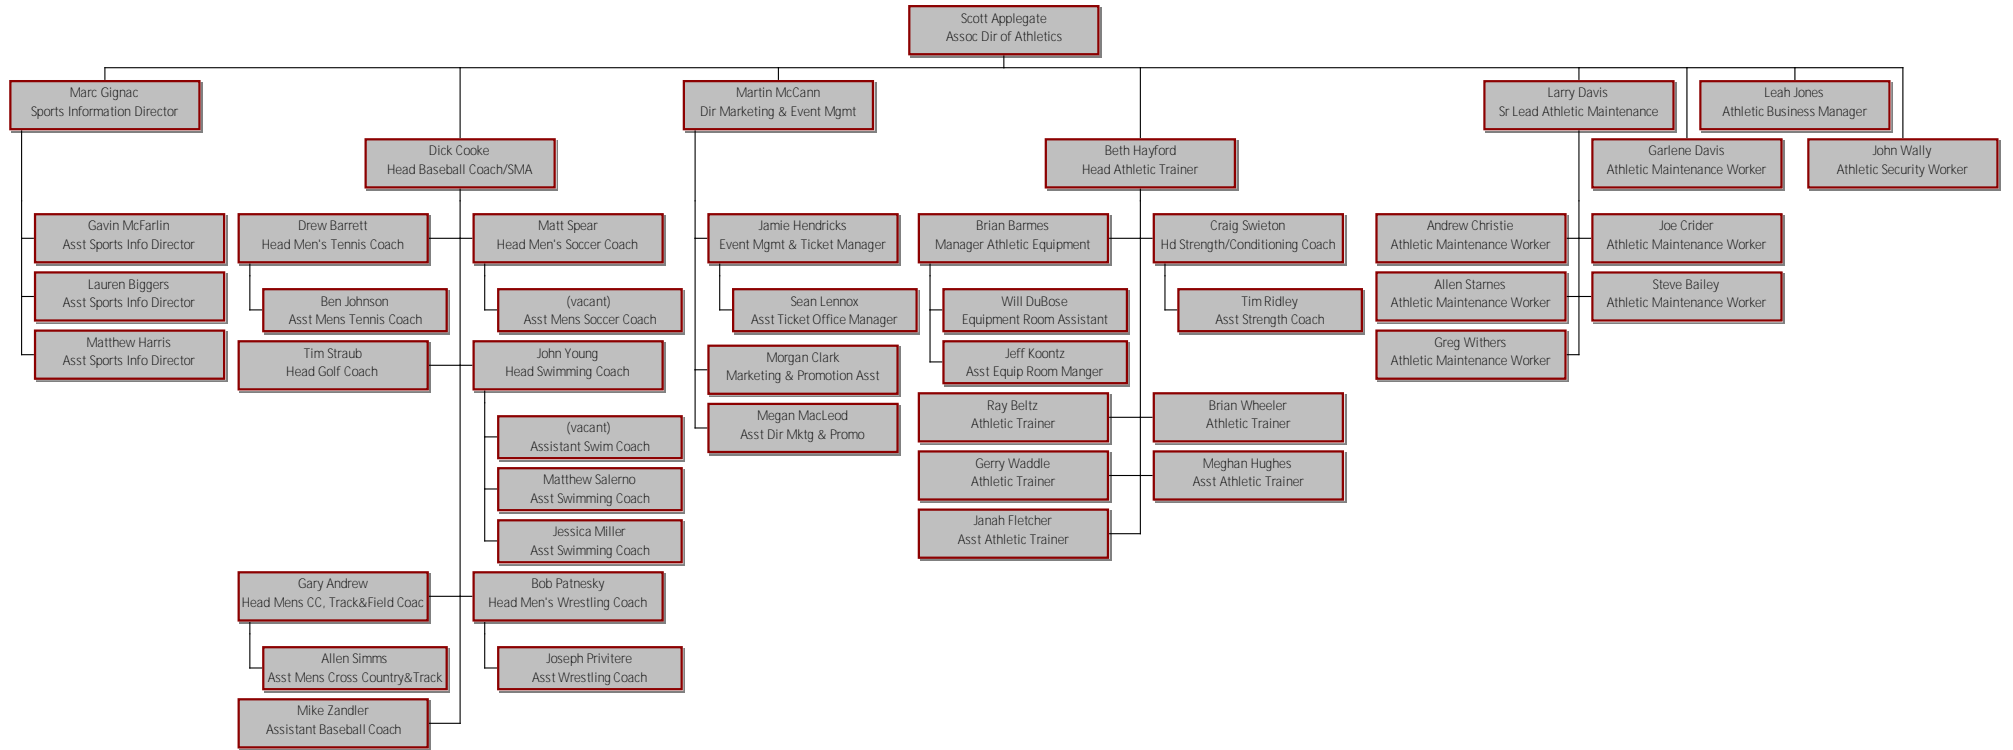 Scott Applegate
Assoc Dir of Athletics
Marc Gignac
Sports Information Director
Martin McCann
Dir Marketing & Event Mgmt
Larry Davis
Sr Lead Athletic Maintenance
Leah Jones
Athletic Business Manager
Dick Cooke
Head Baseball Coach/SMA
Beth Hayford
Head Athletic Trainer
Garlene Davis
Athletic Maintenance Worker
John Wally
Athletic Security Worker
Gavin McFarlin
Asst Sports Info Director
Lauren Biggers
Asst Sports Info Director
Matthew Harris
Asst Sports Info Director
Drew Barrett
Head Men's Tennis Coach
Ben Johnson
Asst Mens Tennis Coach
Matt Spear
Head Men's Soccer Coach
(vacant)
Asst Mens Soccer Coach
Tim Straub
Head Golf Coach
John Young
Head Swimming Coach
(vacant)
Assistant Swim Coach
Matthew Salerno
Asst Swimming Coach
Jessica Miller
Asst Swimming Coach
Gary Andrew
Head Mens CC, Track&Field Coac
Allen Simms
Asst Mens Cross Country&Track
Bob Patnesky
Head Men's Wrestling Coach
Joseph Privitere
Asst Wrestling Coach
Mike Zandler
Assistant Baseball Coach
Jamie Hendricks
Event Mgmt & Ticket Manager
Sean Lennox
Asst Ticket Office Manager
Morgan Clark
Marketing & Promotion Asst
Megan MacLeod
Asst Dir Mktg & Promo
Brian Barmes
Manager Athletic Equipment
Will DuBose
Equipment Room Assistant
Jeff Koontz
Asst Equip Room Manger
Craig Swieton
Hd Strength/Conditioning Coach
Tim Ridley
Asst Strength Coach
Ray Beltz
Athletic Trainer
Brian Wheeler
Athletic Trainer
Gerry Waddle
Athletic Trainer
Meghan Hughes
Asst Athletic Trainer
Janah Fletcher
Asst Athletic Trainer
Andrew Christie
Athletic Maintenance Worker
Joe Crider
Athletic Maintenance Worker
Allen Starnes
Athletic Maintenance Worker
Steve Bailey
Athletic Maintenance Worker
Greg Withers
Athletic Maintenance Worker